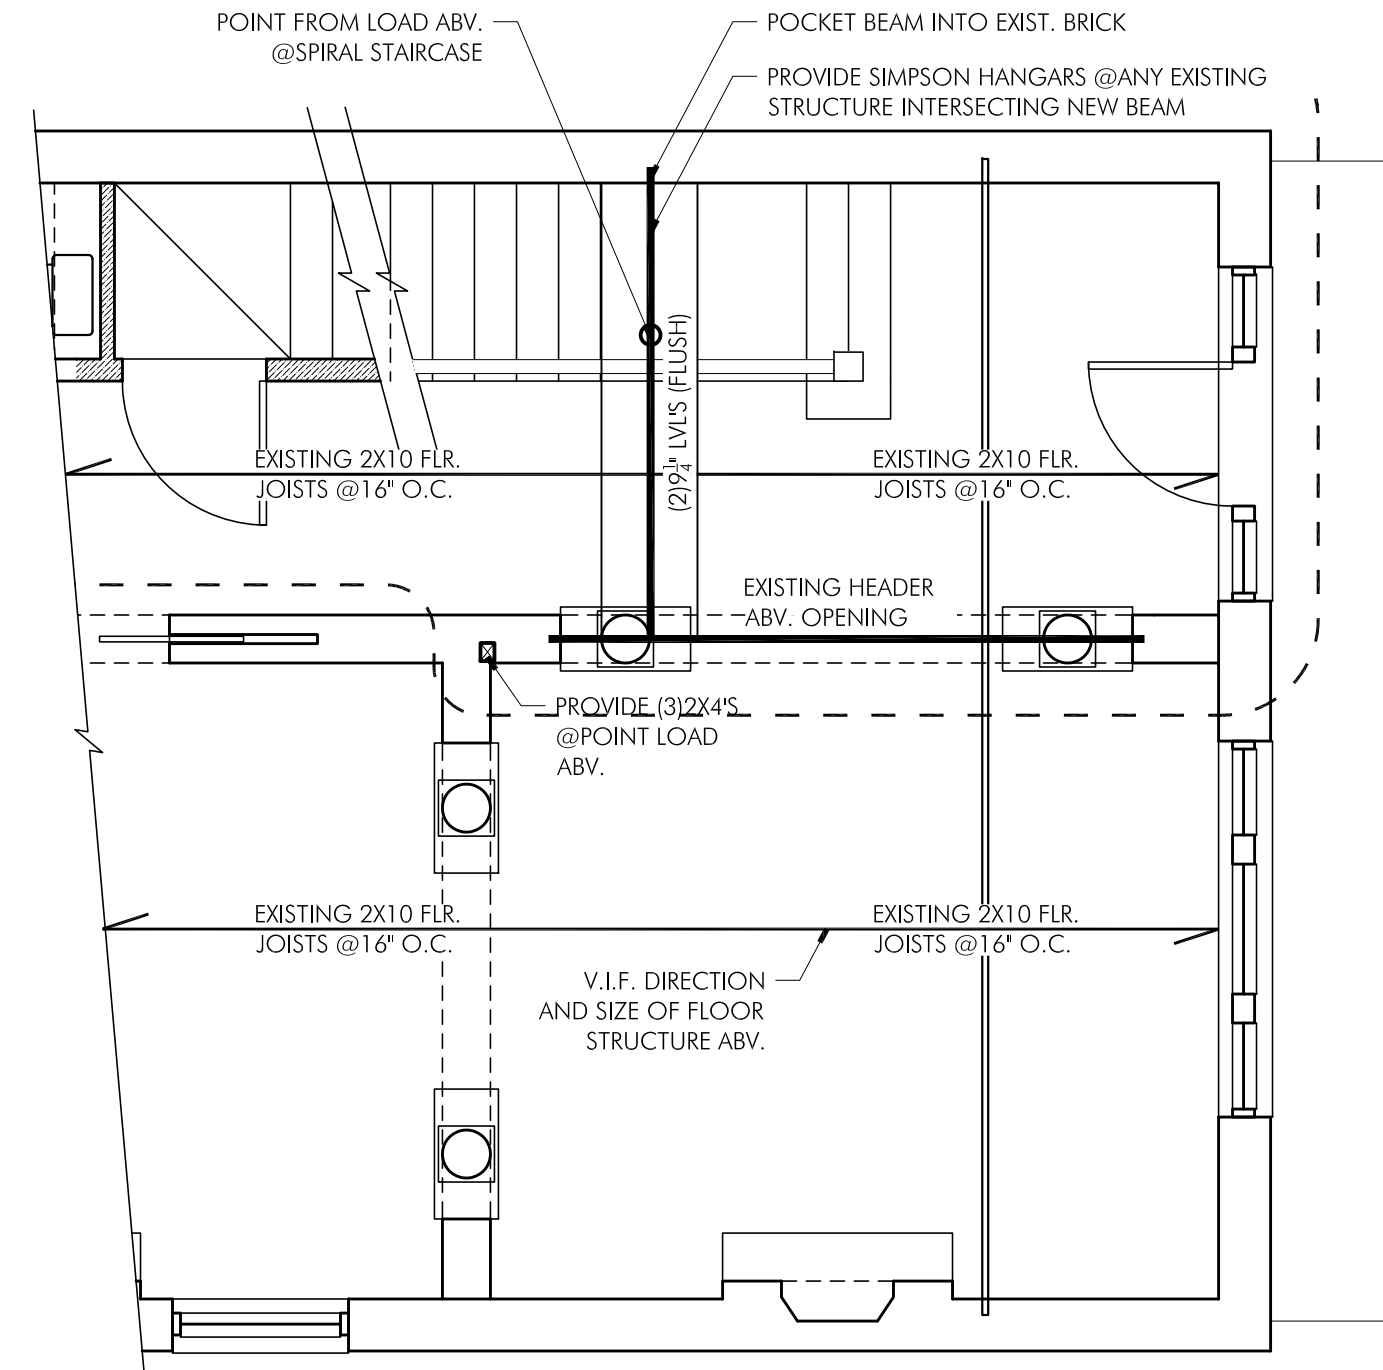 POINT FROM LOAD ABV.
@SPIRAL STAIRCASE
POCKET BEAM INTO EXIST. BRICK
PROVIDE SIMPSON HANGARS @ANY EXISTING
STRUCTURE INTERSECTING NEW BEAM
(2)9 1/4" LVL'S (FLUSH)
EXISTING 2X10 FLR.
JOISTS @16" O.C.
EXISTING 2X10 FLR.
JOISTS @16" O.C.
EXISTING HEADER
ABV. OPENING
PROVIDE (3)2X4'S
@POINT LOAD
ABV.
EXISTING 2X10 FLR.
JOISTS @16" O.C.
EXISTING 2X10 FLR.
JOISTS @16" O.C.
V.I.F. DIRECTION
AND SIZE OF FLOOR
STRUCTURE ABV.